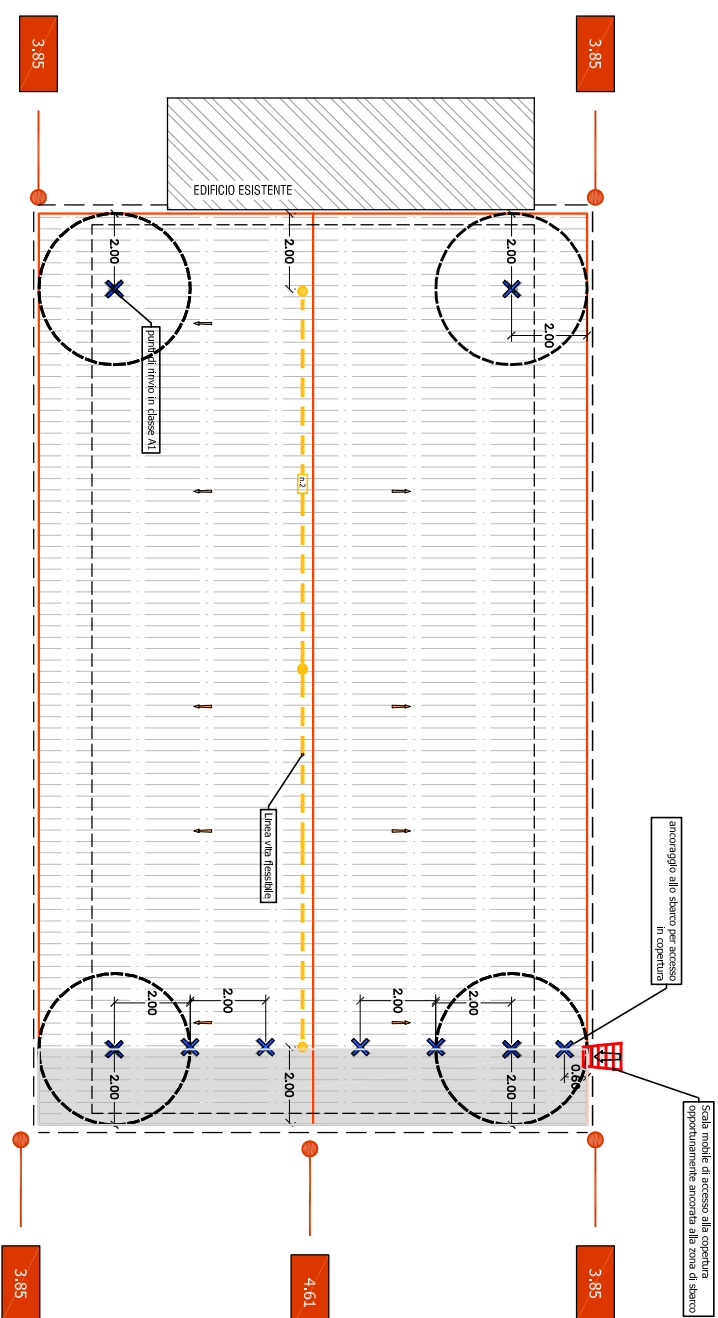 3.85
3.85
EDIFICIO ESISTENTE
2.00
2.00
2.00
2.00
punti di rinvio in classe A1
n.2
Linea vita flessibile
ancoraggio allo sbarco per accesso
in copertura
2.00
2.00
2.00
2.00
0.60
2.00
2.00
2.00
Scala mobile di accesso alla copertura
opportunamente ancorata alla zona di sbarco
3.85
4.61
3.85